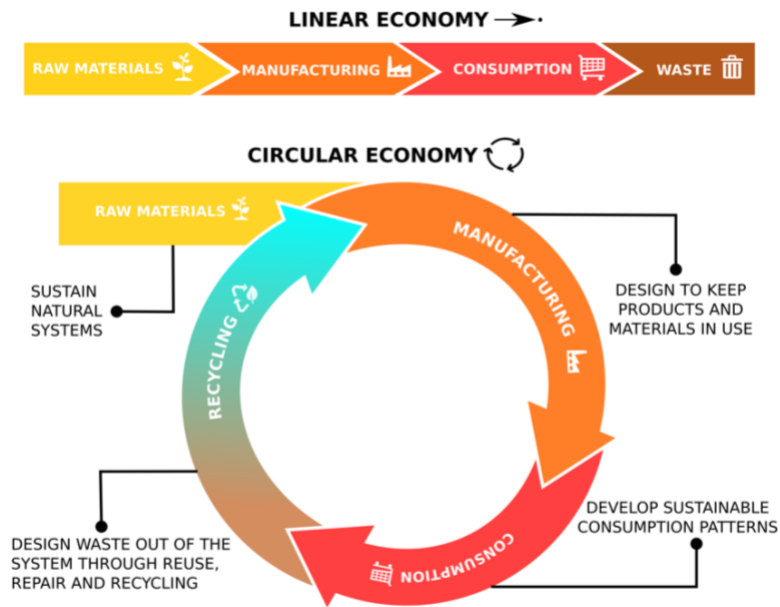 LINEAR ECONOMY
RAW MATERIALS
MANUFACTURING
CONSUMPTION
WASTE
CIRCULAR ECONOMY
RAW MATERIALS
MANUFACTURING
SUSTAIN
NATURAL
SYSTEMS
DESIGN TO KEEP
PRODUCTS AND
MATERIALS IN USE
RECYCLING
DEVELOP SUSTAINABLE
CONSUMPTION PATTERNS
CONSUMPTION
DESIGN WASTE OUT OF THE
SYSTEM THROUGH REUSE,
REPAIR AND RECYCLING